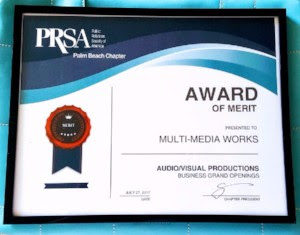 PRSA
Public
Relations
Society of
America
Palm Beach Chapter
AWARD
OF MERIT
PRESENTED TO
MULTI-MEDIA WORKS
MERIT
AUDIO/VISUAL PRODUCTIONS
BUSINESS GRAND OPENINGS
JULY 27, 2017
DATE
CHAPTER PRESIDENT